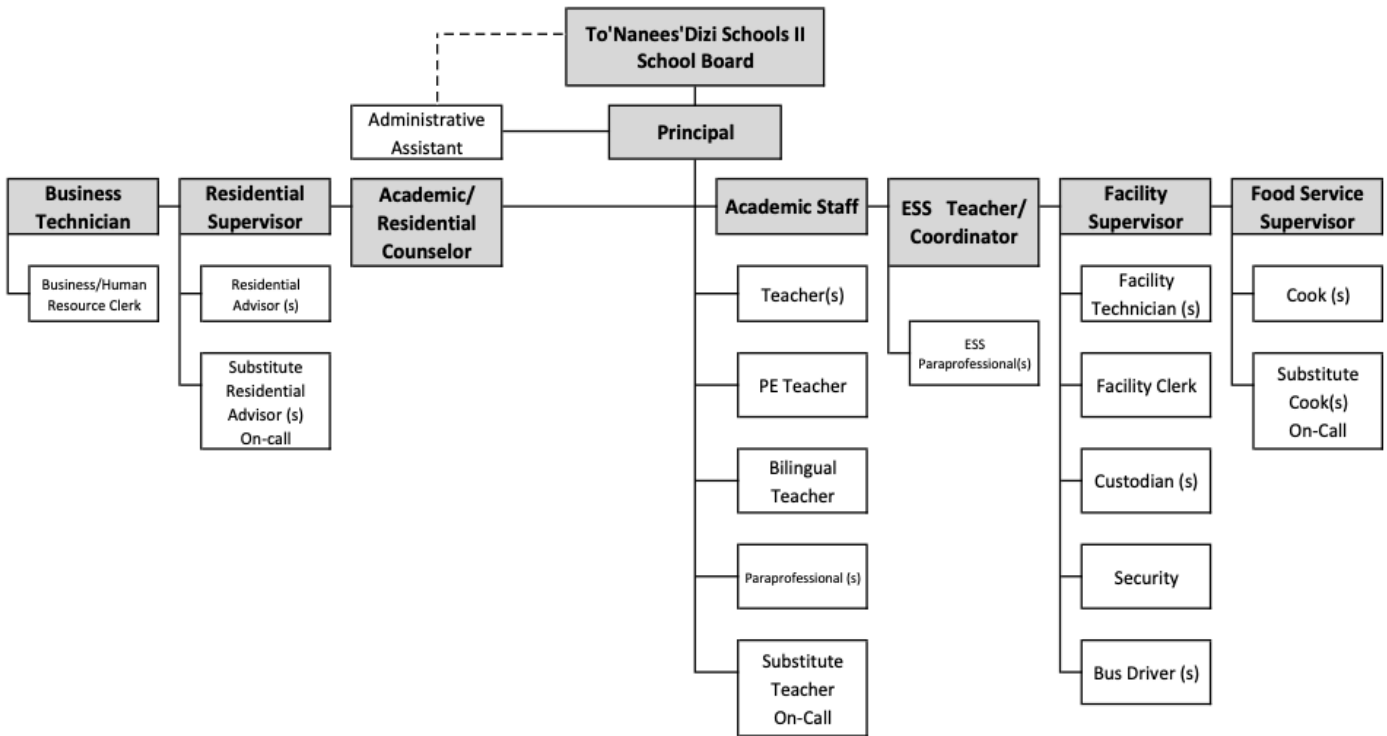 To'Nanees'Dizi Schools II
School Board
Administrative
Assistant
Principal
Business
Technician
Residential
Supervisor
Academic/
Residential
Counselor
Academic Staff
ESS Teacher/
Coordinator
Facility
Supervisor
Food Service
Supervisor
Business/Human
Resource Clerk
Residential
Advisor (s)
Teacher(s)
Facility
Technician (s)
Cook (s)
ESS
Paraprofessional(s)
Substitute
Residential
Advisor (s)
On-call
PE Teacher
Facility Clerk
Substitute
Cook(s)
On-Call
Bilingual
Teacher
Custodian (s)
Paraprofessional (s)
Security
Substitute
Teacher
On-Call
Bus Driver (s)